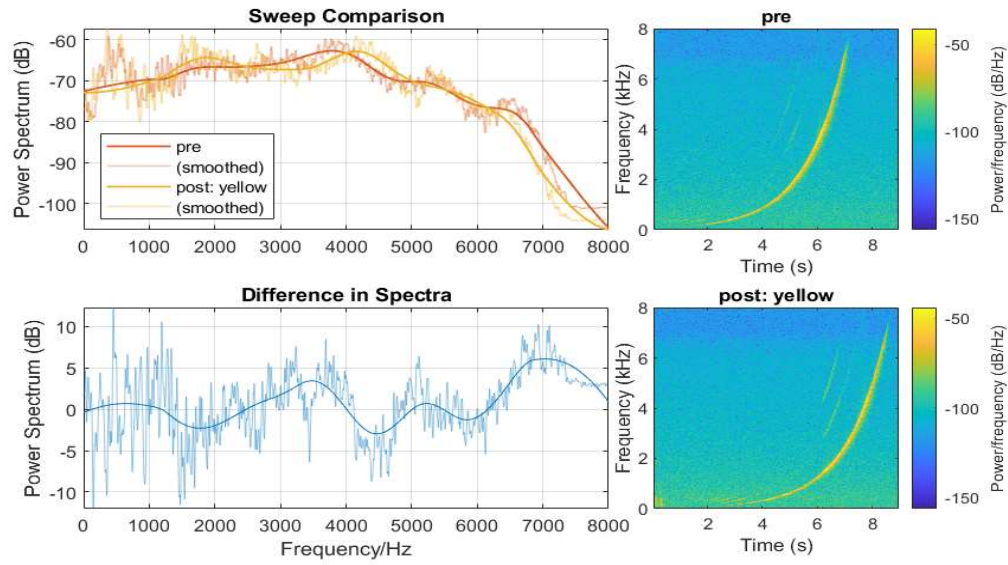 Sweep Comparison
Power Spectrum (dB)
-60
-70
-80
-90
-100
pre
(smoothed)
post: yellow
(smoothed)
0 1000 2000 3000 4000 5000 6000 7000 8000
pre
Frequency (kHz)
8
6
4
2
0
2 4 6 8
Time (s)
-50
-100
-150
Power/frequency (dB/Hz)
Difference in Spectra
Power Spectrum (dB)
10
5
0
-5
-10
0 1000 2000 3000 4000 5000 6000 7000 8000
Frequency/Hz
post: yellow
Frequency (kHz)
8
6
4
2
0
2 4 6 8
Time (s)
-50
-100
-150
Power/frequency (dB/Hz)